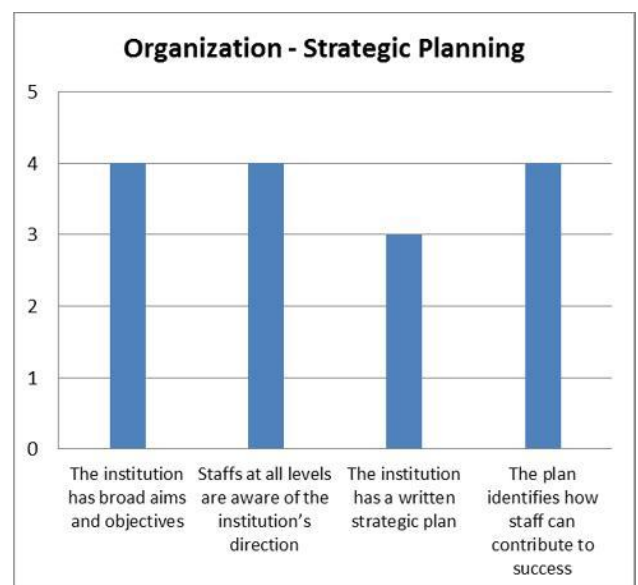 Organization - Strategic Planning
5
4
3
2
1
0
The institution
has broad aims
and objectives
Staffs at all levels
are aware of the
institution's
direction
The institution
has a written
strategic plan
The plan
identifies how
staff can
contribute to
success